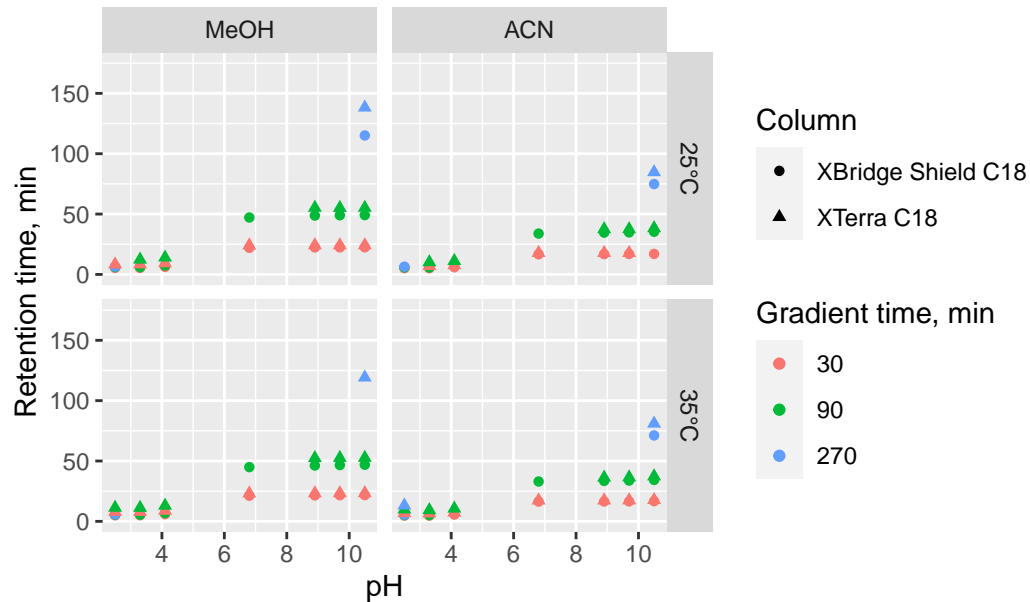 MeOH
ACN
150
100
50
0
25°C
150
100
50
0
35°C
4
6
8
10
4
6
8
10
pH
Retention time, min
Column
XBridge Shield C18
XTerra C18
Gradient time, min
30
90
270